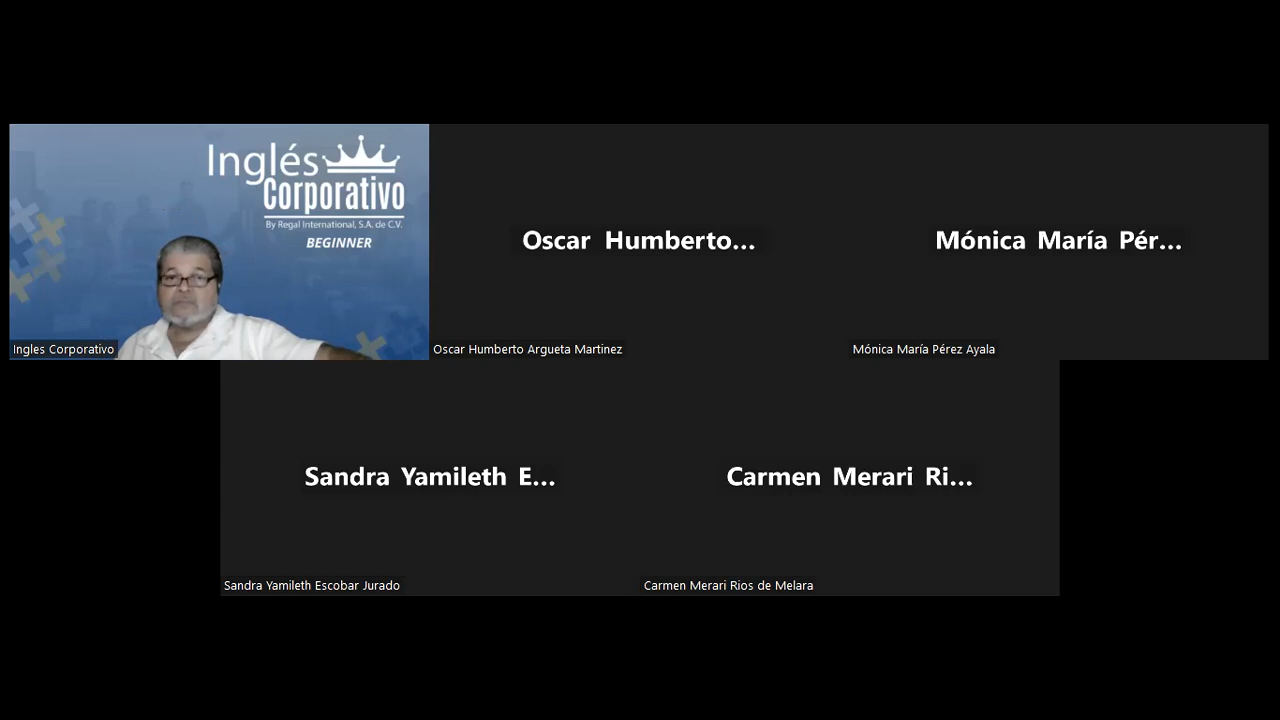 Inglés
Corporativo
By Regal International, S.A. de C.V.
BEGINNER
Ingles Corporativo
Oscar Humberto...
Oscar Humberto Argueta Martinez
Mónica María Pér...
Mónica María Pérez Ayala
Sandra Yamileth E...
Sandra Yamileth Escobar Jurado
Carmen Merari Ri...
Carmen Merari Rios de Melara